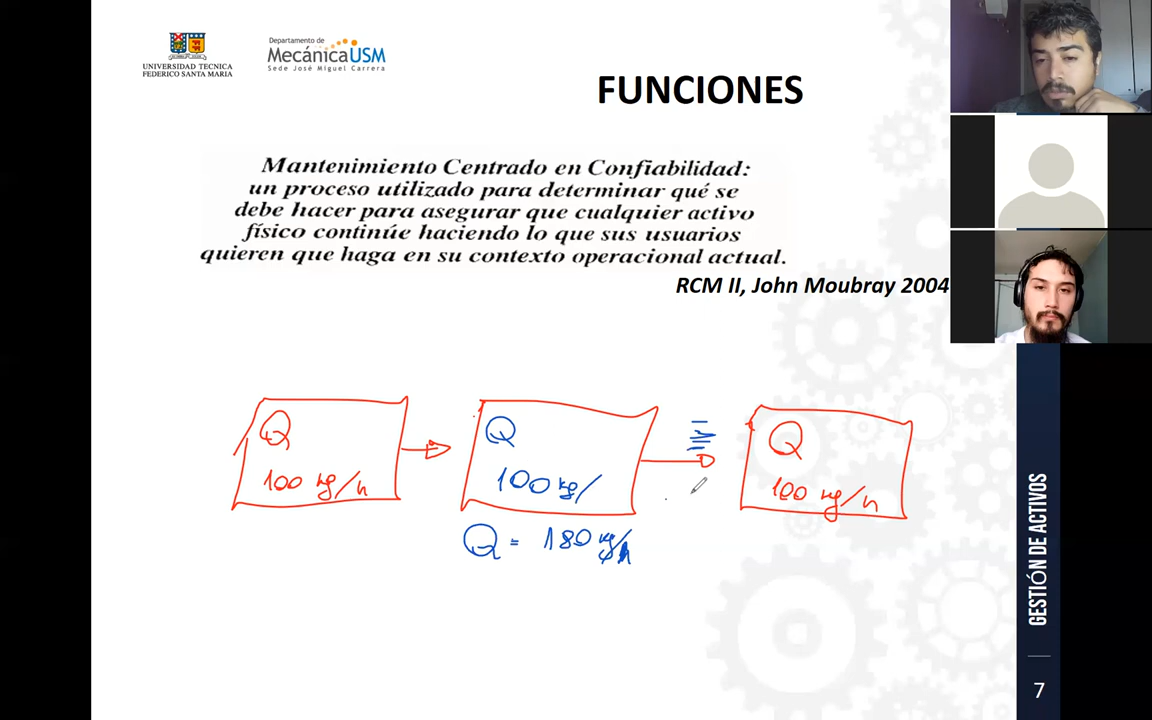 UNIVERSIDAD TECNICA
FEDERICO SANTA MARIA
Departamento de
MecánicaUSM
Sede José Miguel Carrera
FUNCIONES
Mantenimiento Centrado en Confiabilidad:
un proceso utilizado para determinar qué se
debe hacer para asegurar que cualquier activo
físico continúe haciendo lo que sus usuarios
quieren que haga en su contexto operacional actual.
RCM II, John Moubray 2004
Q
100 kg/h
Q
100 kg/
Q = 180 kg/h
Q
100 kg/h
GESTIÓN DE ACTIVOS
7